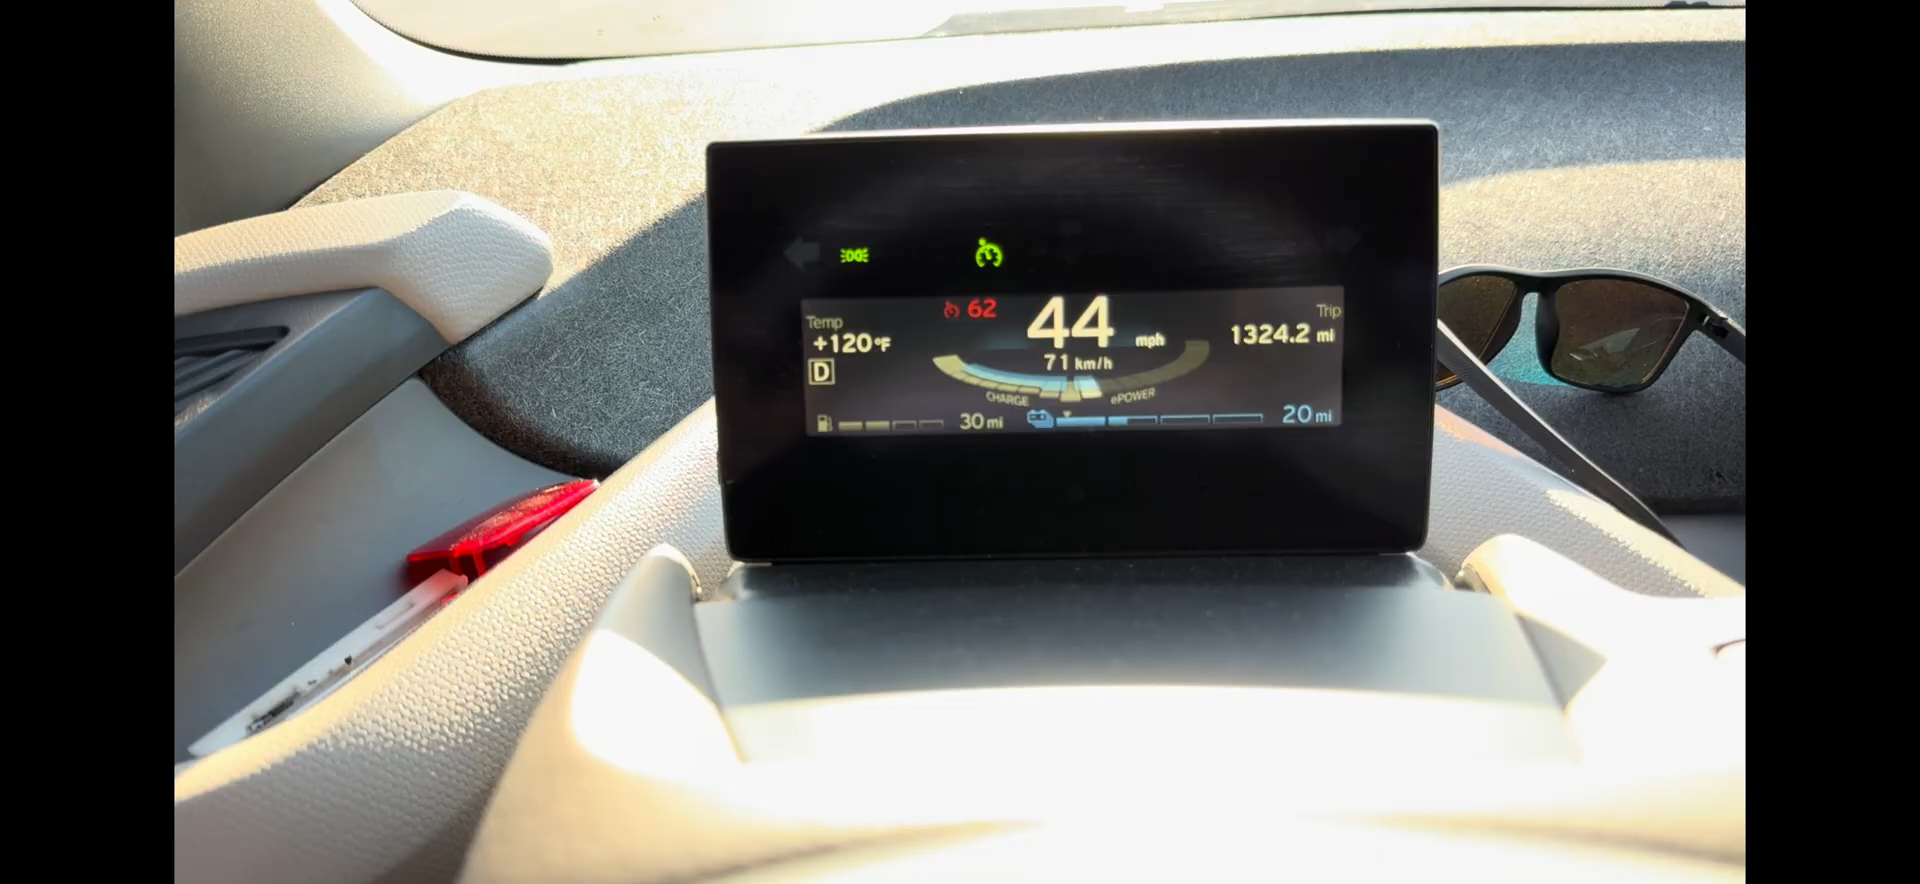 62
44 mph
Temp
Trip
+120°F
1324.2 mi
71 km/h
D
CHARGE
ePOWER
30 mi
20 mi